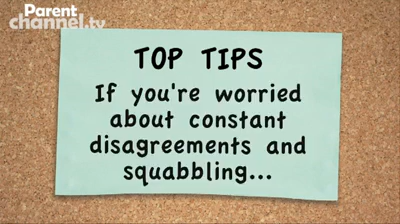 Parent
channel.tv
TOP TIPS
If you're worried
about constant
disagreements and
squabbling...